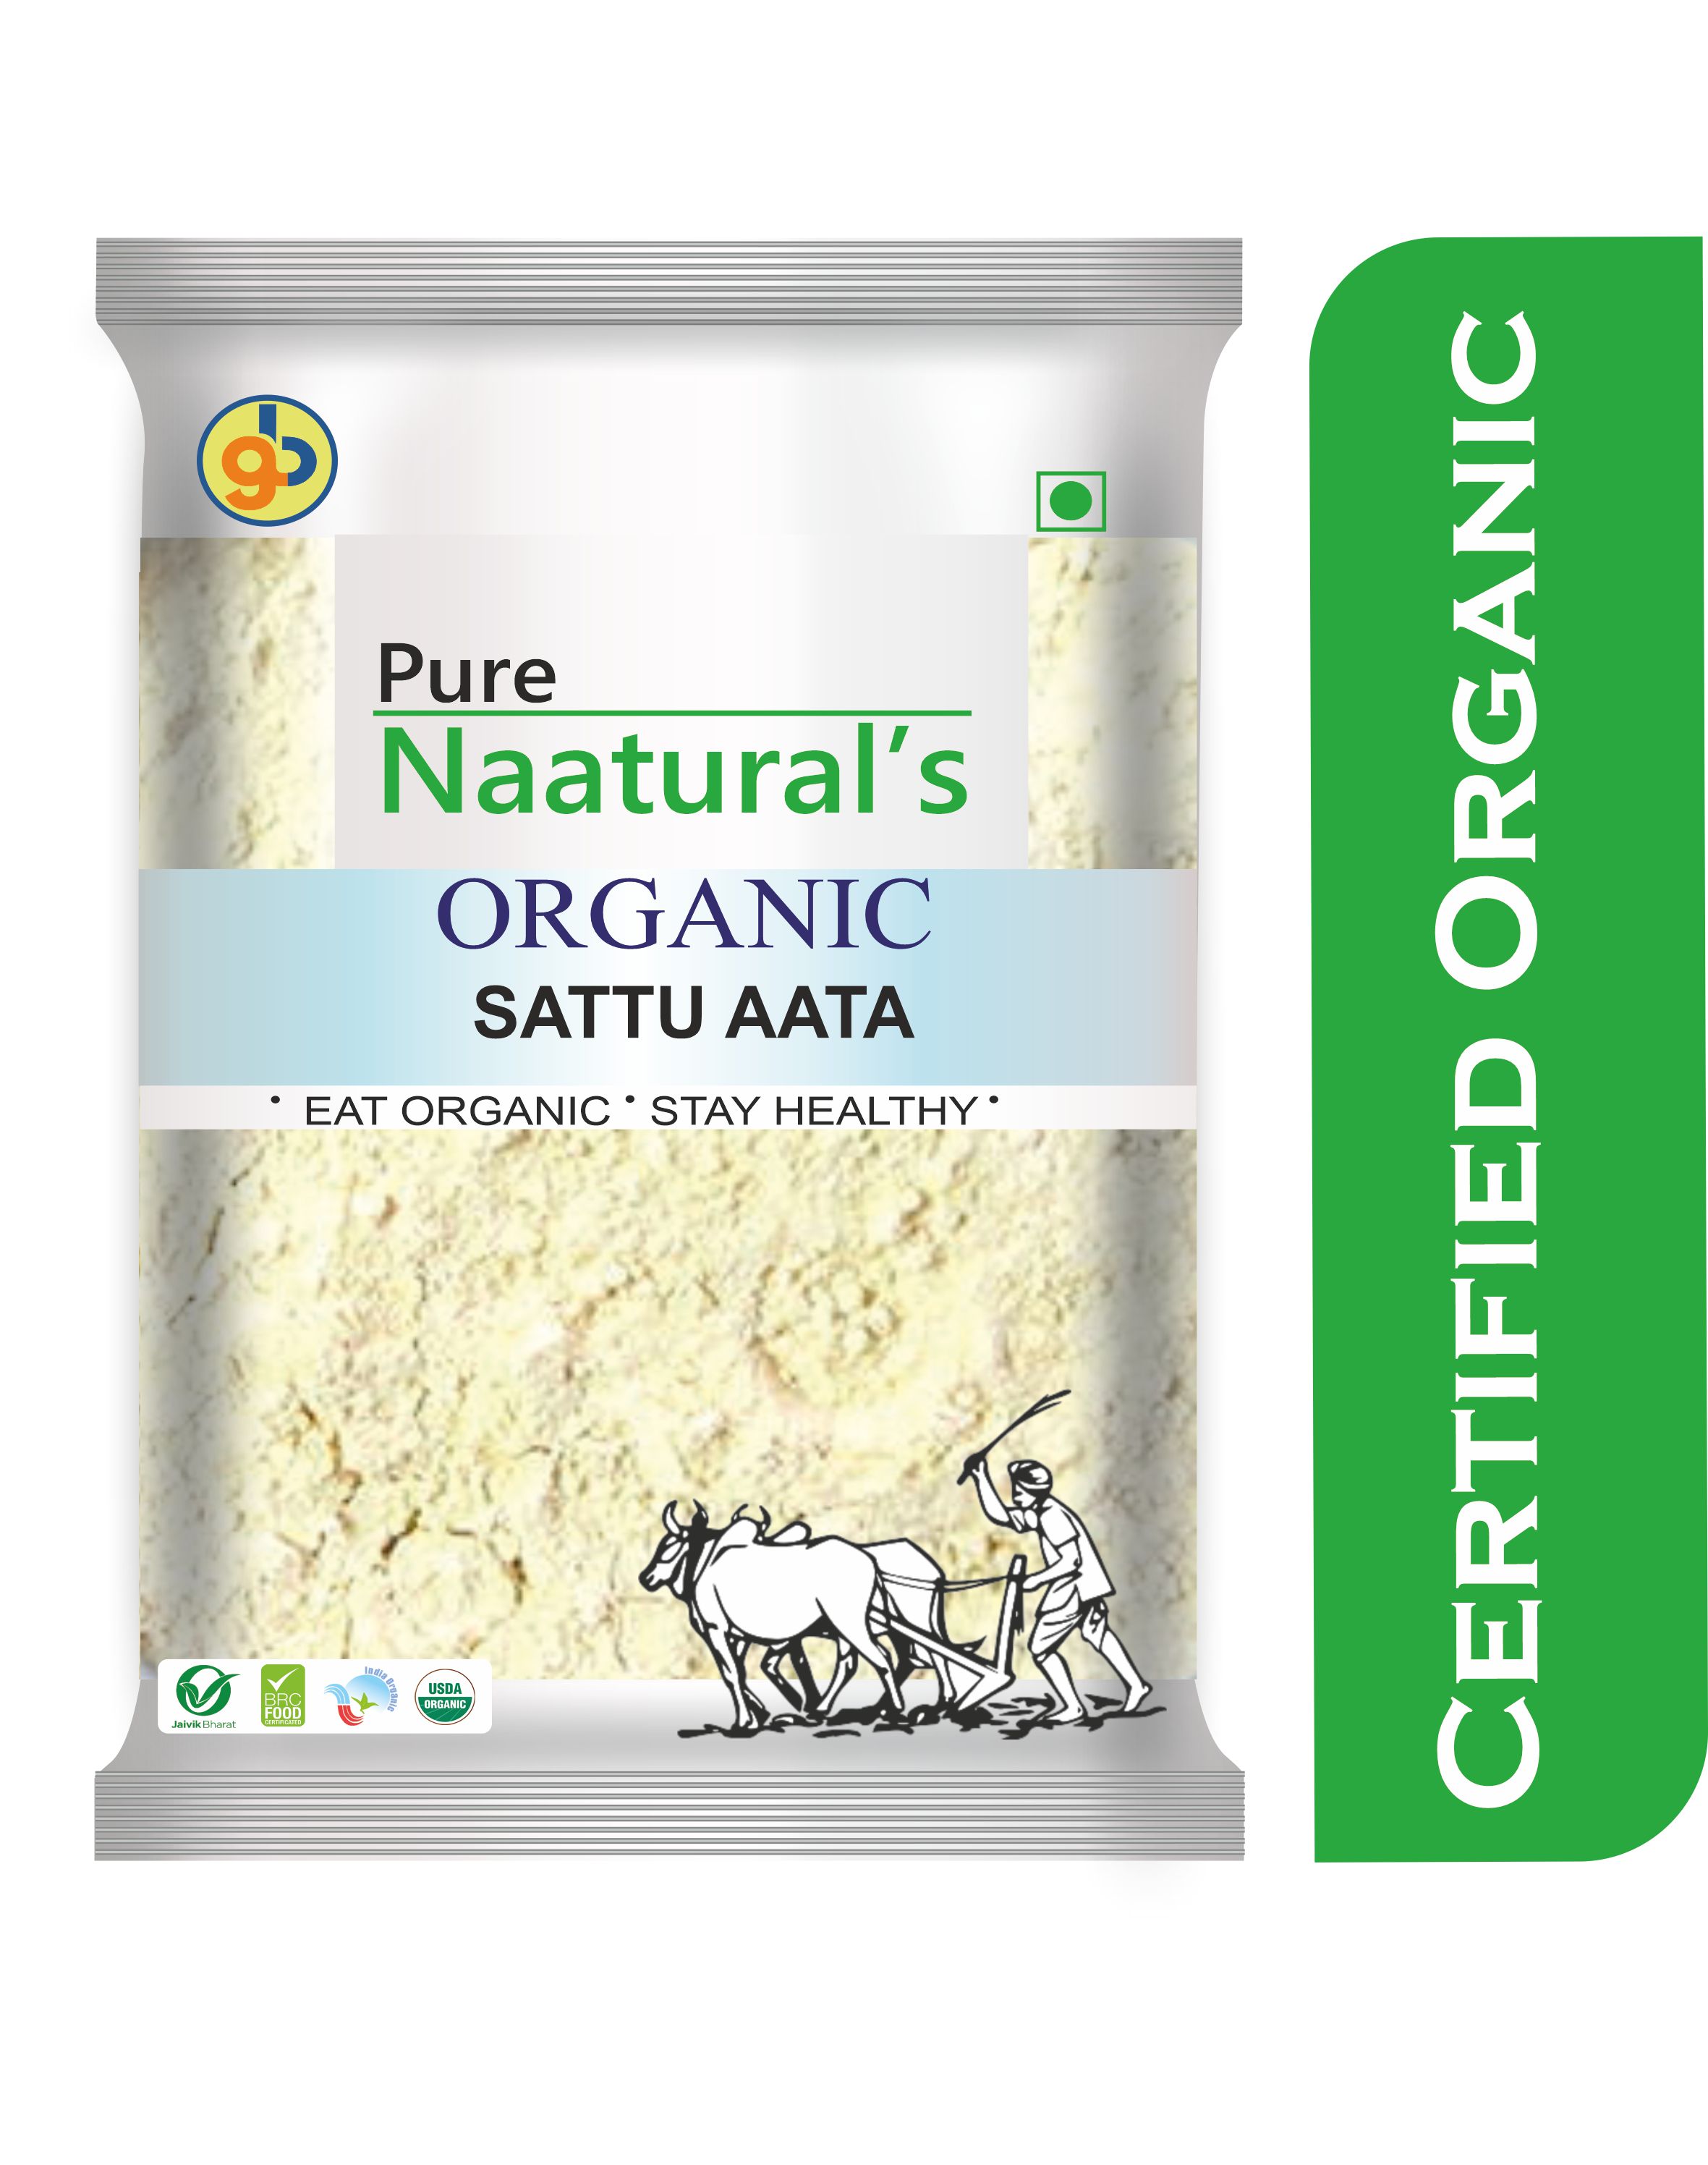 gb
Pure
Naatural's
ORGANIC
SATTU AATA
• EAT ORGANIC • STAY HEALTHY •
Jaivik Bharat
BRC
FOOD
CERTIFICATED
India Organic
USDA
ORGANIC
CERTIFIED ORGANIC